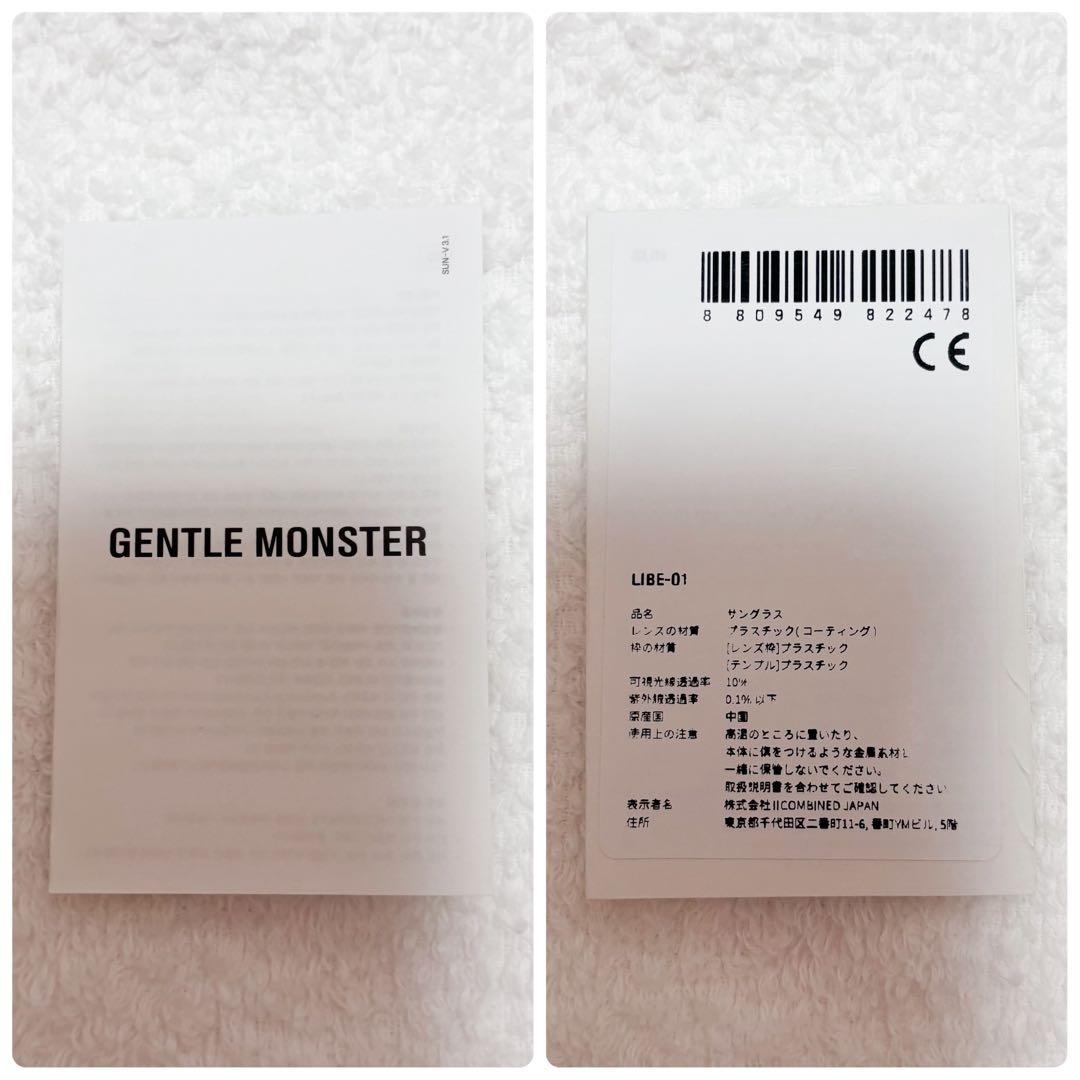 SUN-V 3.1
GENTLE MONSTER
8 809549 822478
CE
LIBE-01
品名 サングラス
レンズの材質 プラスチック(コーティング)
枠の材質 [レンズ枠]プラスチック
[テンプル]プラスチック
可視光線透過率 10%
紫外線透過率 0.1% 以下
原産国 中国
使用上の注意 高温のところに置いたり、
本体に傷をつけるような金属素材と
一緒に保管しないでください。
取扱説明書を合わせてご確認してください
表示者名 株式会社IICOMBINED JAPAN
住所 東京都千代田区二番町11-6, 番町YMビル, 5階